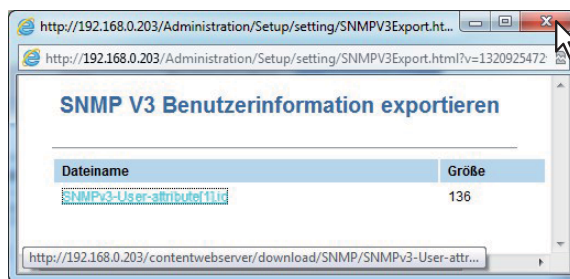 http://192.168.0.203/Administration/Setup/setting/SNMPV3Export.ht...
http://192.168.0.203/Administration/Setup/setting/SNMPV3Export.html?v=1320925472
SNMP V3 Benutzerinformation exportieren
Dateiname Größe
SNMPv3-User-attribute[1].id 136
http://192.168.0.203/contentwebserver/download/SNMP/SNMPv3-User-attr...